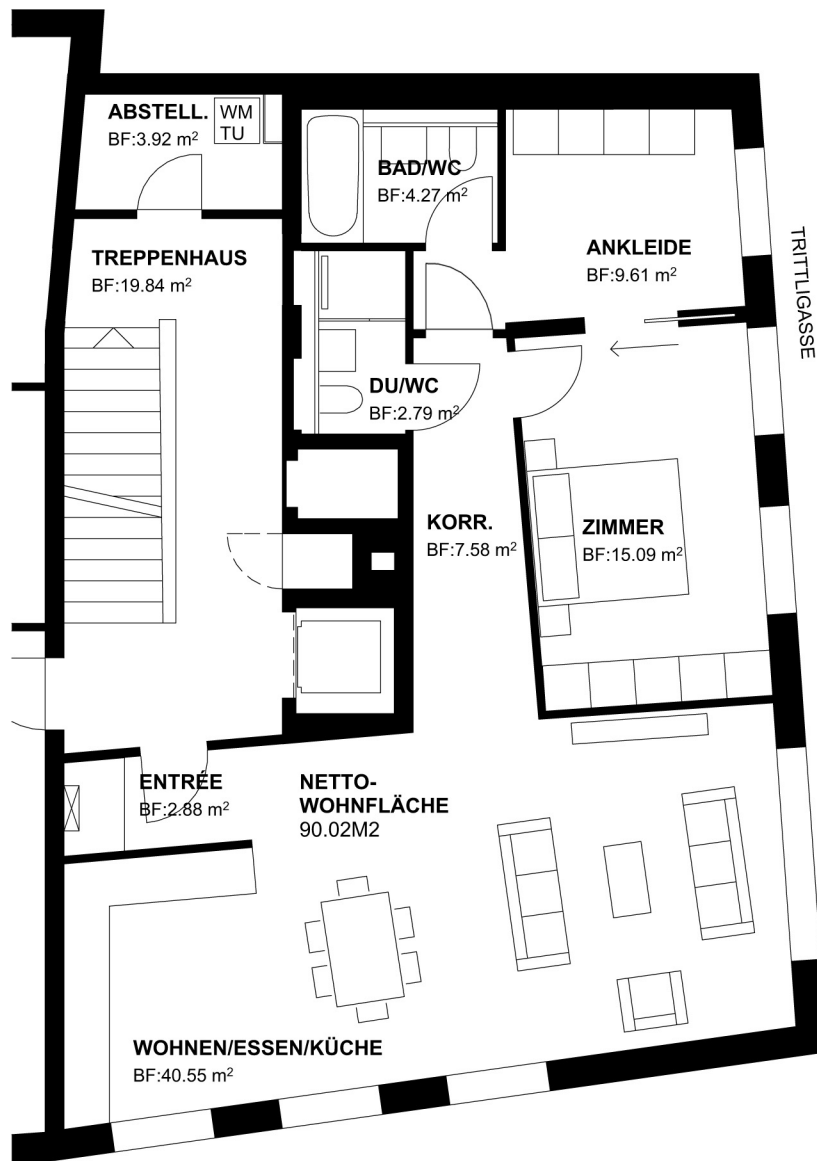 ABSTELL.
BF:3.92 m²
WM
TU
BAD/WC
BF:4.27 m²
ANKLEIDE
BF:9.61 m²
TRITTLIGASSE
TREPPENHAUS
BF:19.84 m²
DU/WC
BF:2.79 m²
KORR.
BF:7.58 m²
ZIMMER
BF:15.09 m²
ENTRÉE
BF:2.88 m²
NETTO-
WOHNFLÄCHE
90.02M2
WOHNEN/ESSEN/KÜCHE
BF:40.55 m²